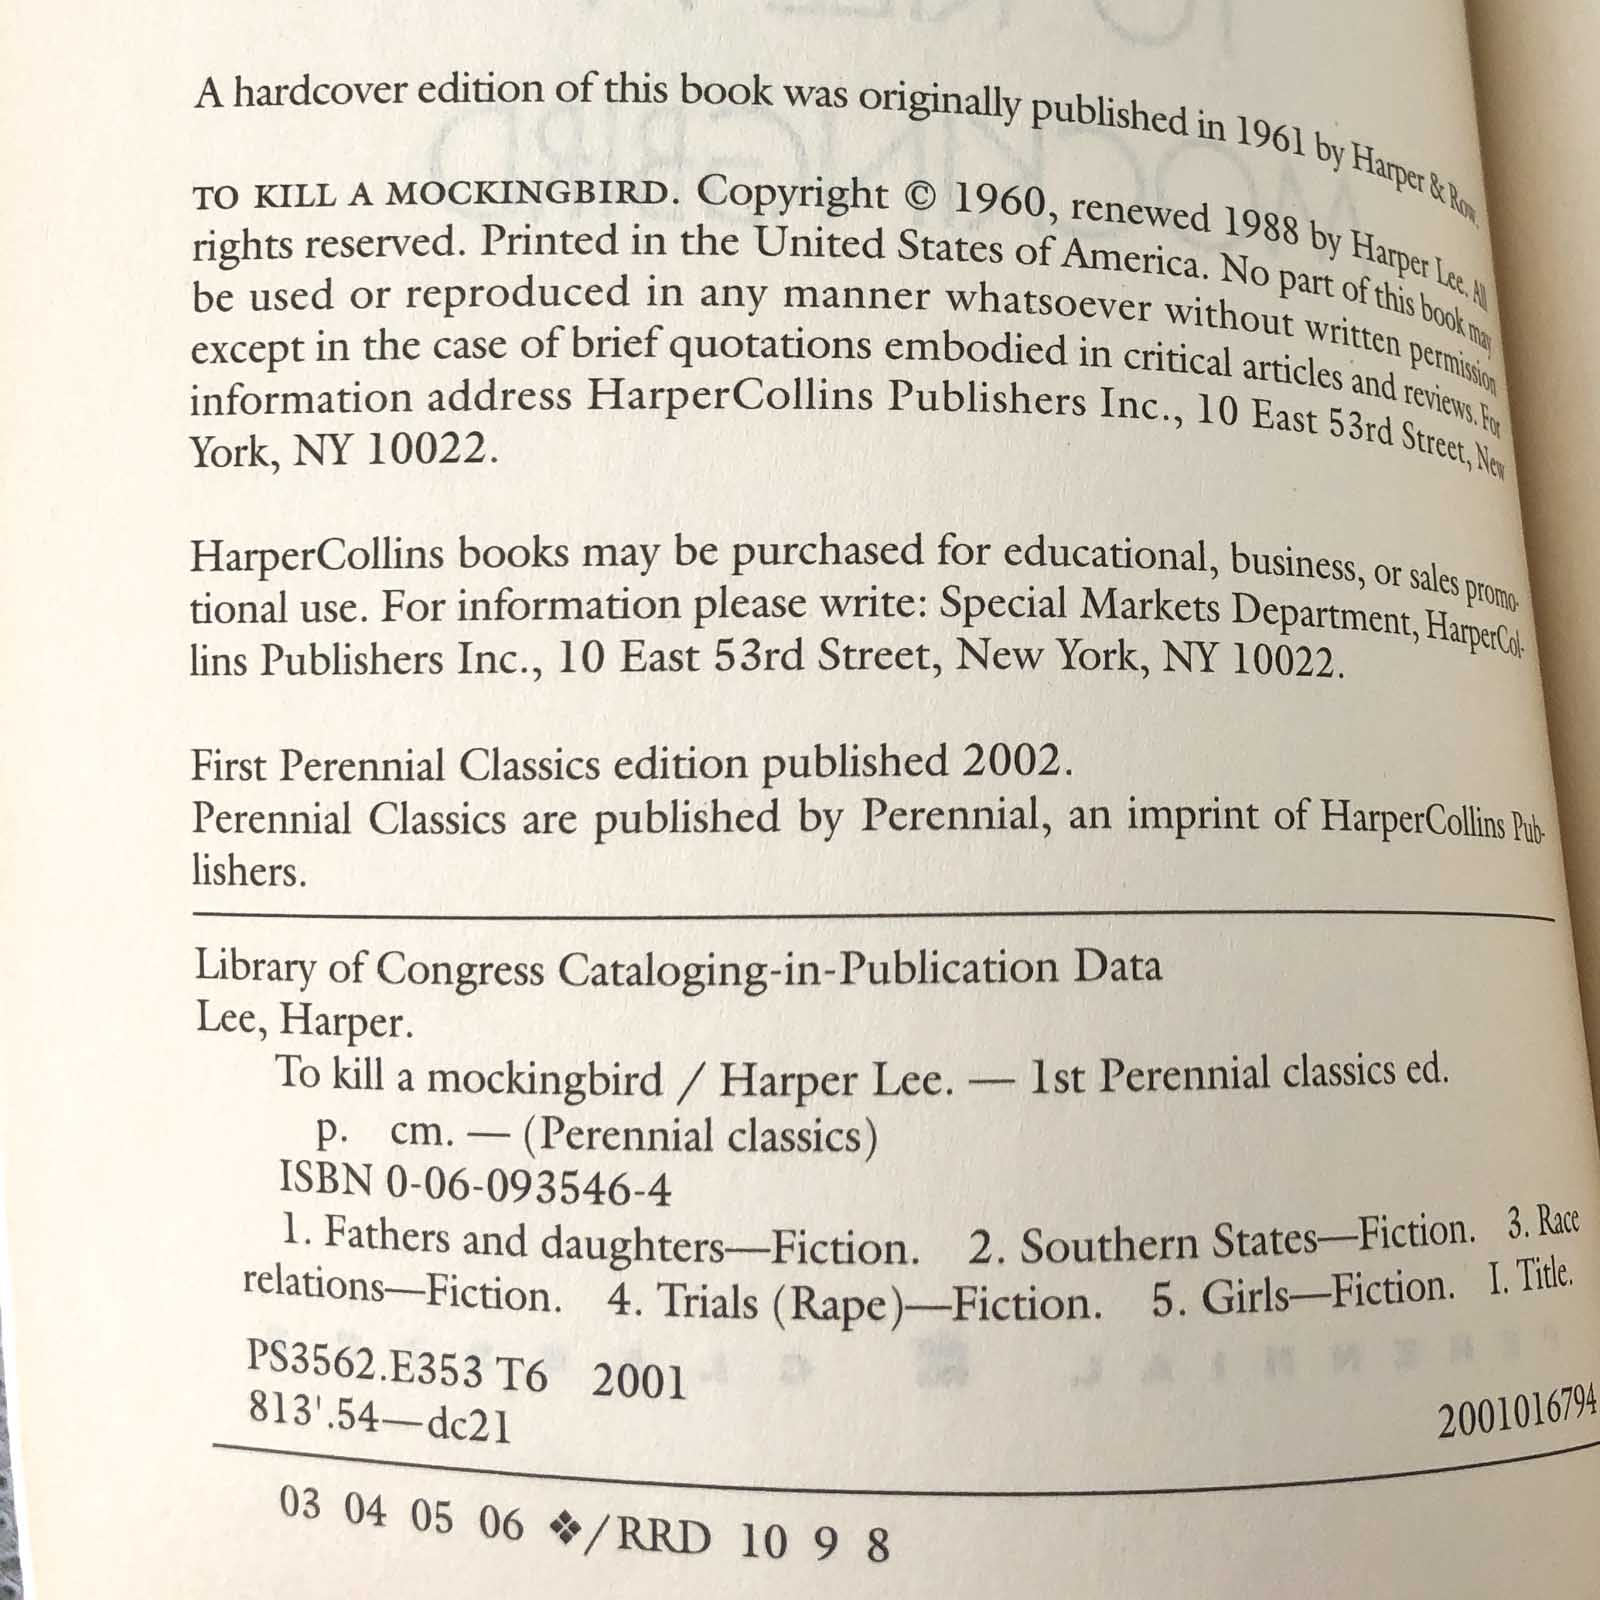 A hardcover edition of this book was originally published in 1961 by Harper & Row.
TO KILL A MOCKINGBIRD. Copyright © 1960, renewed 1988 by Harper Lee. All
rights reserved. Printed in the United States of America. No part of this book may
be used or reproduced in any manner whatsoever without written permission
except in the case of brief quotations embodied in critical articles and reviews. For
information address HarperCollins Publishers Inc., 10 East 53rd Street, New
York, NY 10022.
HarperCollins books may be purchased for educational, business, or sales promo-
tional use. For information please write: Special Markets Department, HarperCol-
lins Publishers Inc., 10 East 53rd Street, New York, NY 10022.
First Perennial Classics edition published 2002.
Perennial Classics are published by Perennial, an imprint of HarperCollins Pub-
lishers.
Library of Congress Cataloging-in-Publication Data
Lee, Harper.
To kill a mockingbird / Harper Lee. — 1st Perennial classics ed.
p. cm. — (Perennial classics)
ISBN 0-06-093546-4
1. Fathers and daughters—Fiction. 2. Southern States—Fiction. 3. Race
relations—Fiction. 4. Trials (Rape)—Fiction. 5. Girls—Fiction. I. Title.
PS3562.E353 T6 2001
813'.54—dc21
2001016794
03 04 05 06 ❖/RRD 10 9 8